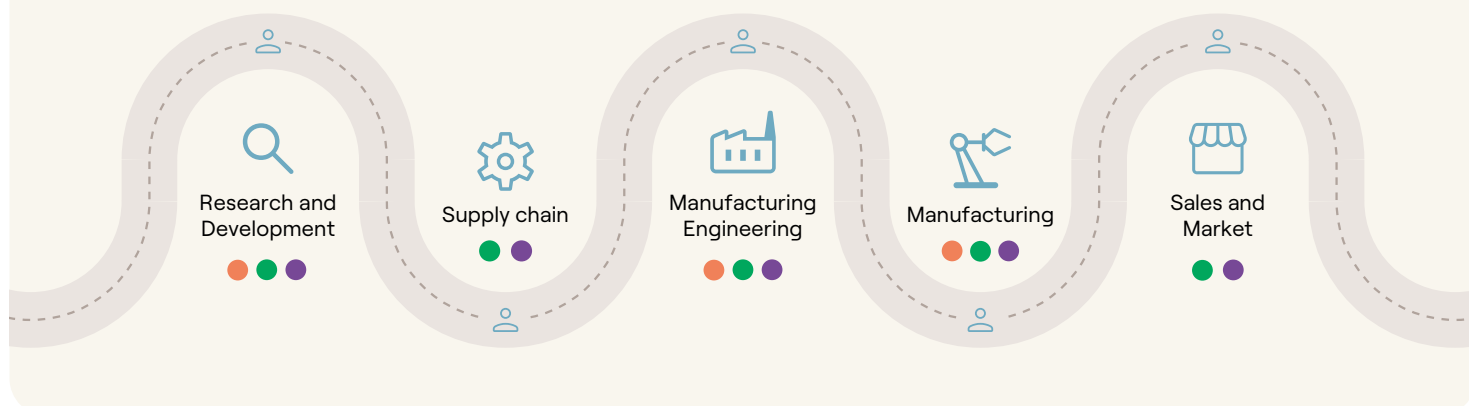 Research and
Development
Supply chain
Manufacturing
Engineering
Manufacturing
Sales and
Market